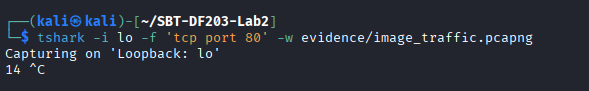 ┌──(kali㉿kali)-[~/SBT-DF203-Lab2]
└─$ tshark -i lo -f 'tcp port 80' -w evidence/image_traffic.pcapng
Capturing on 'Loopback: lo'
14 ^C